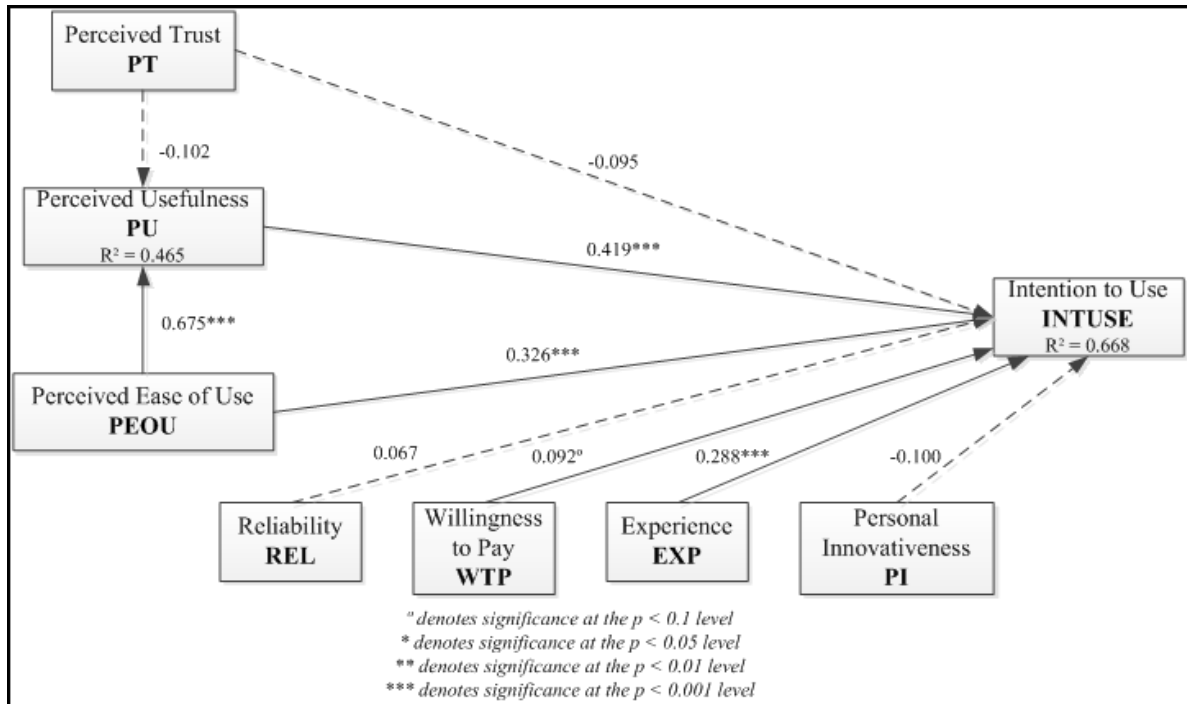 Perceived Trust
PT
-0.102
-0.095
Perceived Usefulness
PU
R² = 0.465
0.419***
0.675***
Intention to Use
INTUSE
R² = 0.668
0.326***
Perceived Ease of Use
PEOU
0.067
0.092ª
0.288***
-0.100
Reliability
REL
Willingness
to Pay
WTP
Experience
EXP
Personal
Innovativeness
PI
ª denotes significance at the p < 0.1 level
* denotes significance at the p < 0.05 level
** denotes significance at the p < 0.01 level
*** denotes significance at the p < 0.001 level